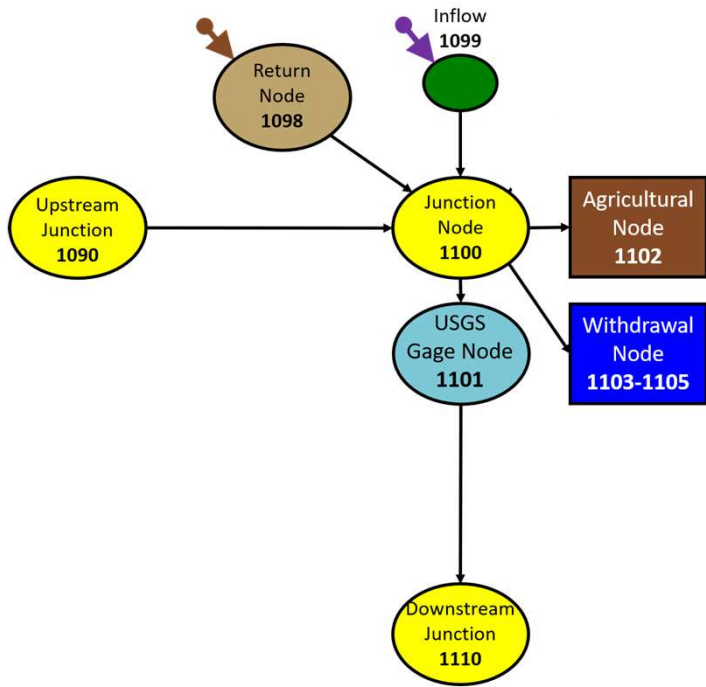 Inflow
1099
Return
Node
1098
Upstream
Junction
1090
Junction
Node
1100
Agricultural
Node
1102
USGS
Gage Node
1101
Withdrawal
Node
1103-1105
Downstream
Junction
1110